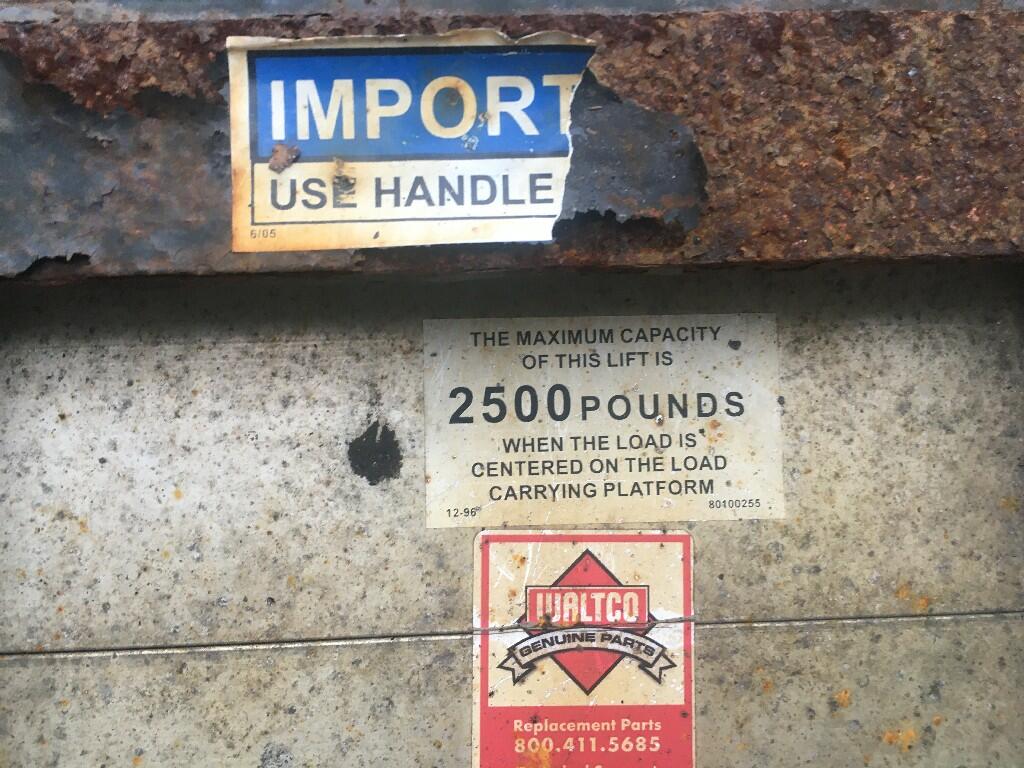 IMPORT
USE HANDLE
6/05
THE MAXIMUM CAPACITY
OF THIS LIFT IS
2500 POUNDS
WHEN THE LOAD IS
CENTERED ON THE LOAD
CARRYING PLATFORM
12-96 80100255
WALTCO
GENUINE PARTS
Replacement Parts
800.411.5685